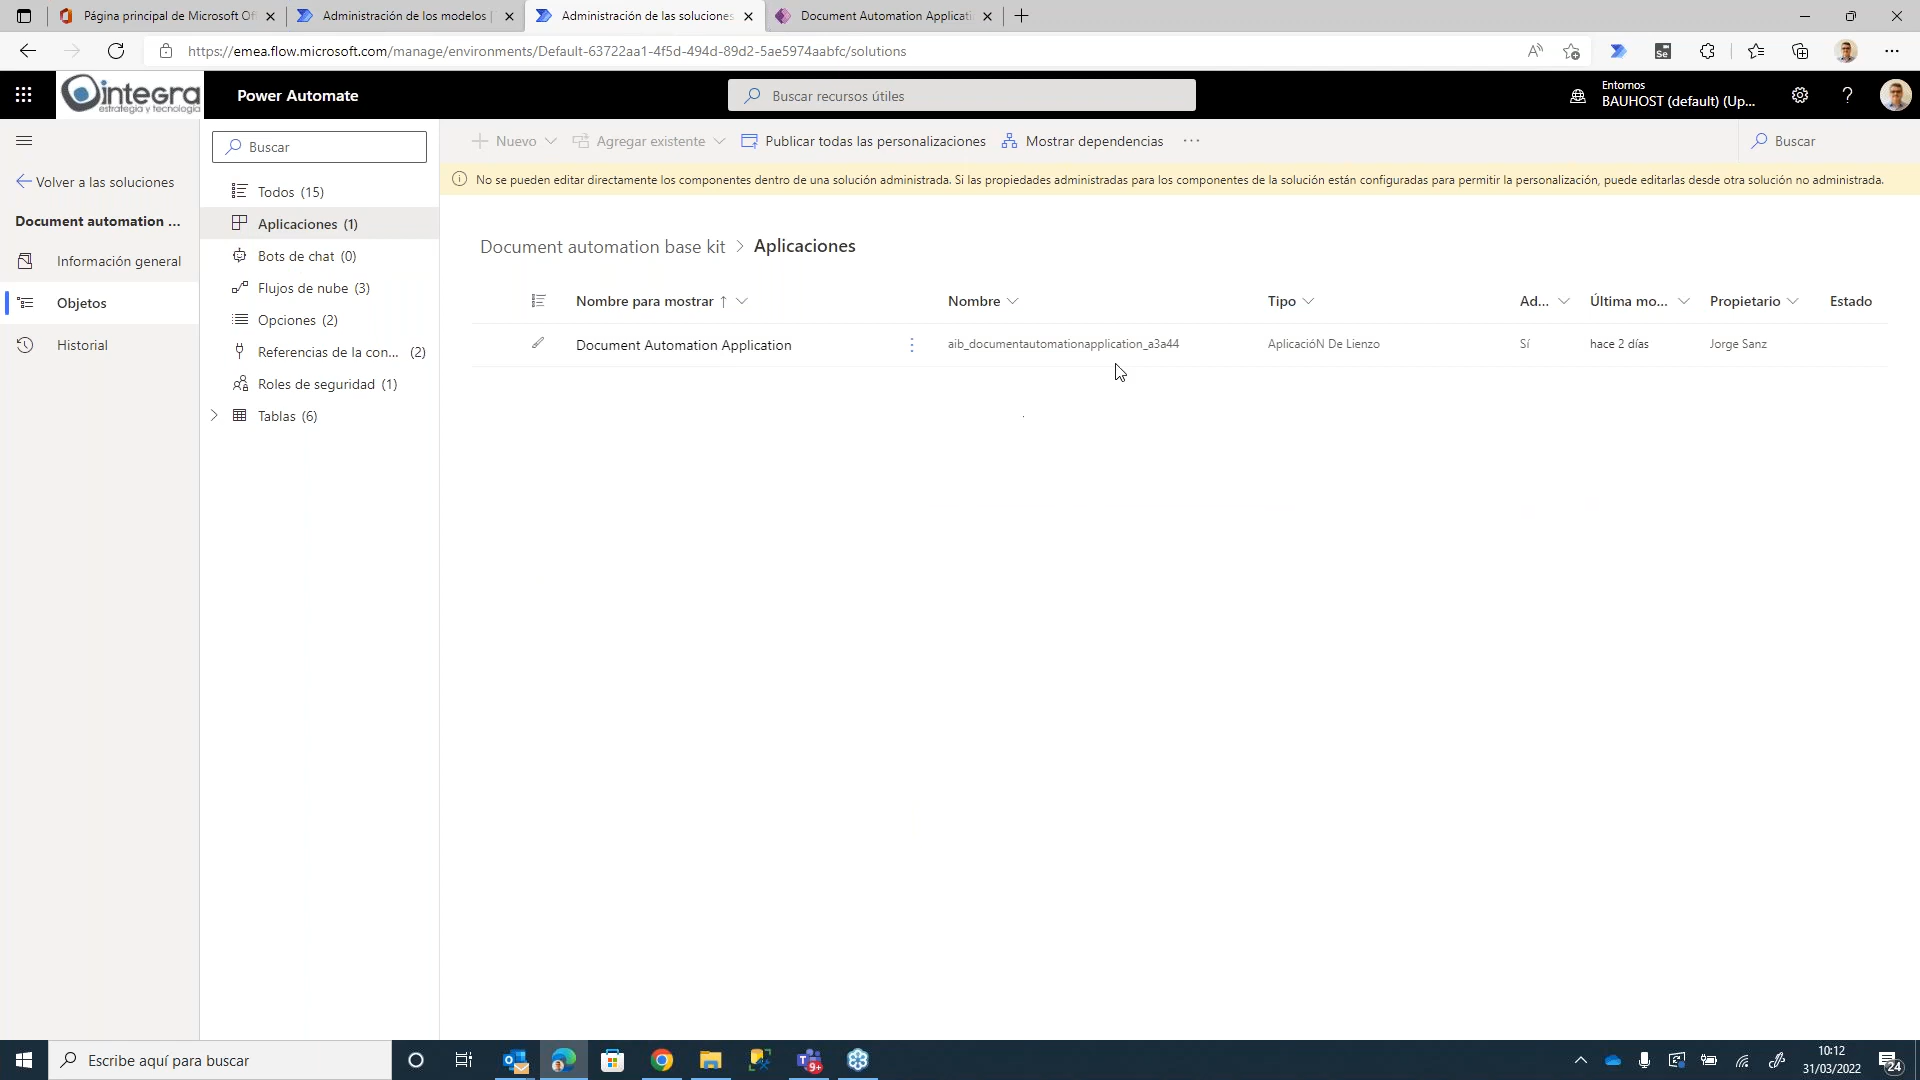 Página principal de Microsoft Of
Administración de los modelos |
Administración de las soluciones
Document Automation Applicati
https://emea.flow.microsoft.com/manage/environments/Default-63722aa1-4f5d-494d-89d2-5ae5974aabfc/solutions
Se
integra
estrategia y tecnología
Power Automate
Buscar recursos útiles
Entornos
BAUHOST (default) (Up...
Buscar
Nuevo
Agregar existente
Publicar todas las personalizaciones
Mostrar dependencias
Buscar
Volver a las soluciones
No se pueden editar directamente los componentes dentro de una solución administrada. Si las propiedades administradas para los componentes de la solución están configuradas para permitir la personalización, puede editarlas desde otra solución no administrada.
Document automation ...
Información general
Objetos
Historial
Todos (15)
Aplicaciones (1)
Bots de chat (0)
Flujos de nube (3)
Opciones (2)
Referencias de la con... (2)
Roles de seguridad (1)
Tablas (6)
Document automation base kit > Aplicaciones
Nombre para mostrar ↑ Nombre Tipo Ad... Última mo... Propietario Estado
Document Automation Application aib_documentautomationapplication_a3a44 AplicacióN De Lienzo Sí hace 2 días Jorge Sanz
Escribe aquí para buscar
9+
10:12
31/03/2022
24